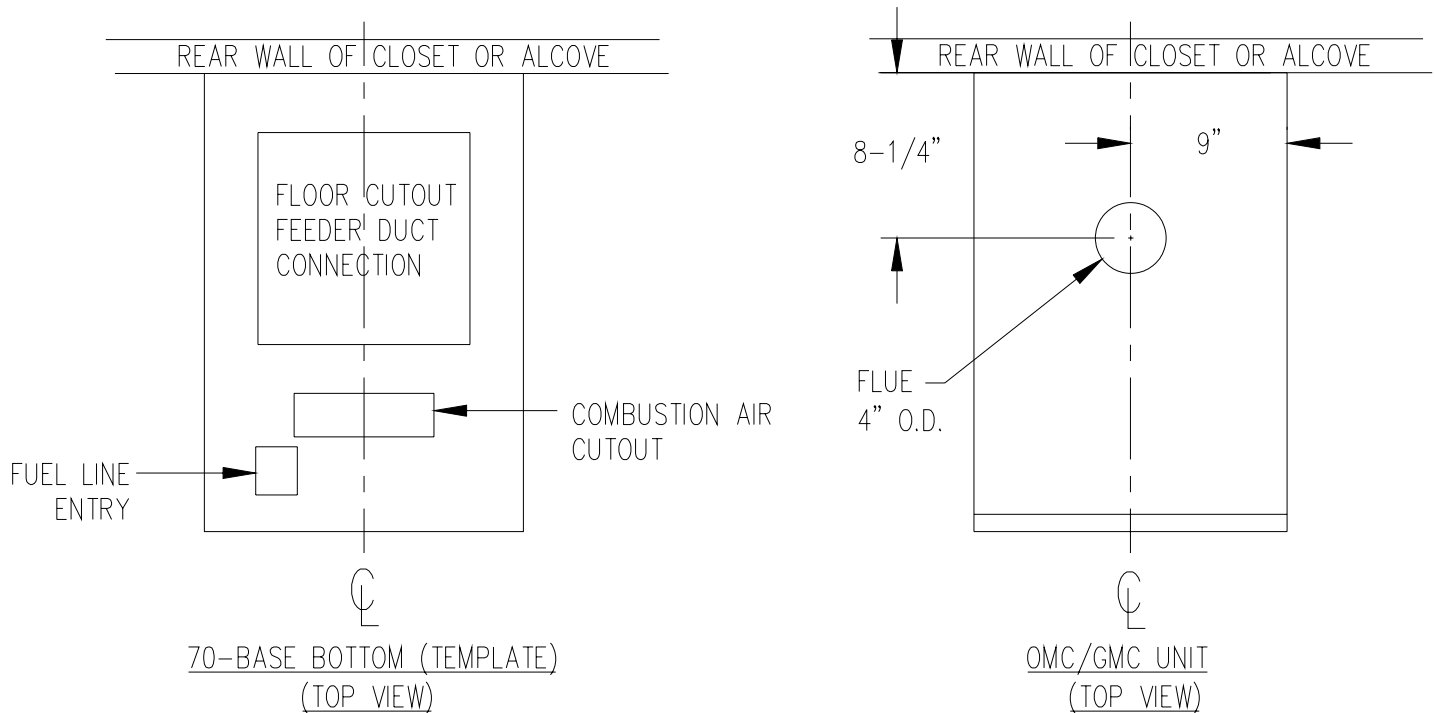 REAR WALL OF CLOSET OR ALCOVE
FLOOR CUTOUT
FEEDER DUCT
CONNECTION
COMBUSTION AIR
CUTOUT
FUEL LINE
ENTRY
℄
70-BASE BOTTOM (TEMPLATE)
(TOP VIEW)
REAR WALL OF CLOSET OR ALCOVE
8-1/4”
9”
FLUE
4” O.D.
℄
OMC/GMC UNIT
(TOP VIEW)